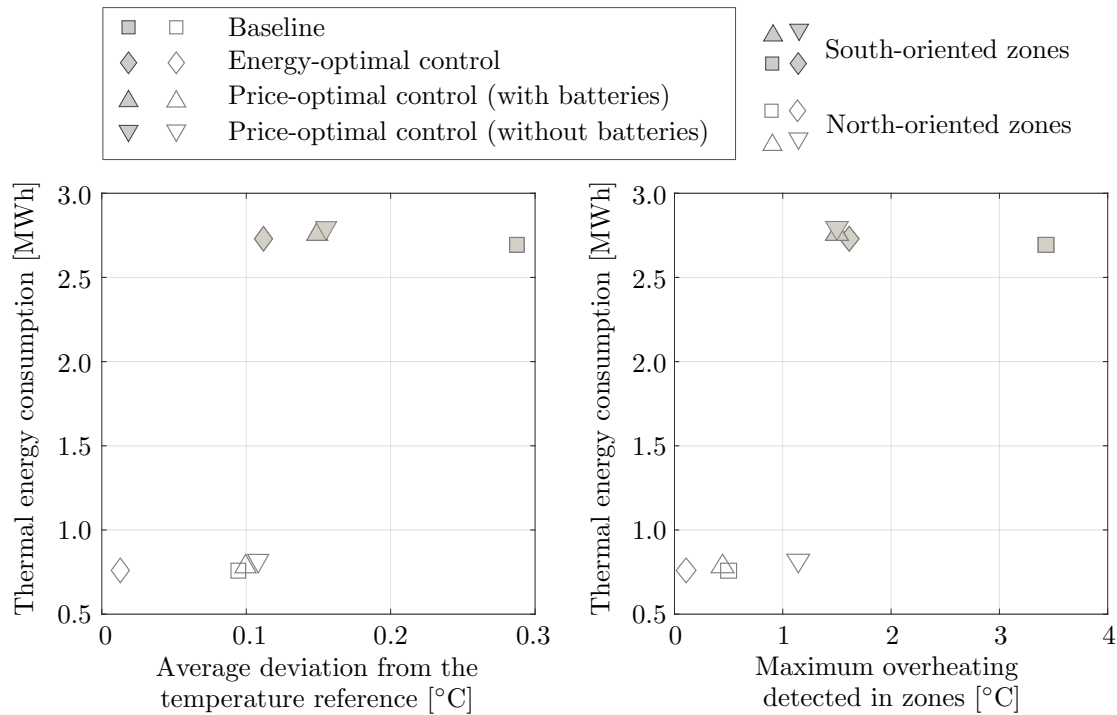 Baseline
Energy-optimal control
Price-optimal control (with batteries)
Price-optimal control (without batteries)
South-oriented zones
North-oriented zones
Thermal energy consumption [MWh]
3.0
2.5
2.0
1.5
1.0
0.5
0
0.1
0.2
0.3
Average deviation from the
temperature reference [°C]
Thermal energy consumption [MWh]
3.0
2.5
2.0
1.5
1.0
0.5
0
1
2
3
4
Maximum overheating
detected in zones [°C]